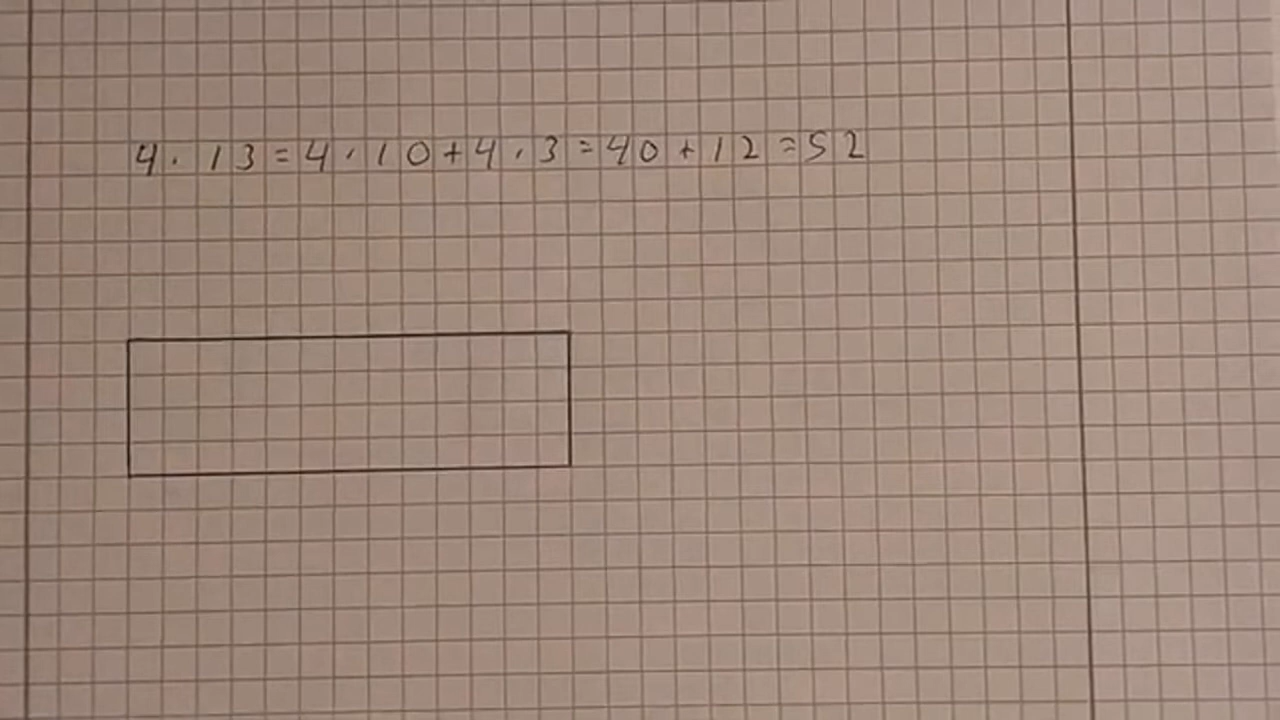 4 · 13 = 4 · 10 + 4 · 3 = 40 + 12 = 52